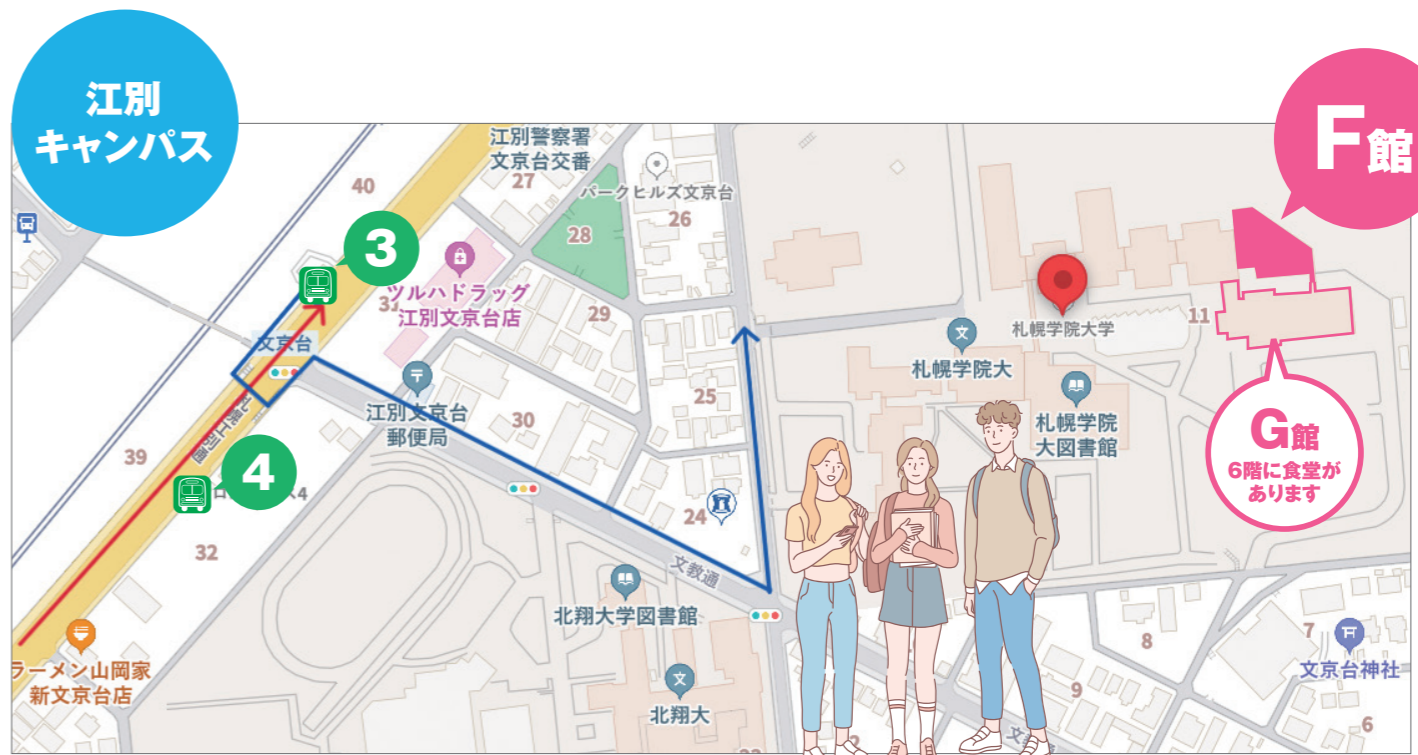 江別
キャンパス
F館
江別警察署
文京台交番
27
40
パークヒルズ文京台
26
28
3
ツルハドラッグ
江別文京台店
31
29
文京台
札幌学院大学
11
札幌学院大
江別文京台
郵便局
30
25
札幌学院
大図書館
G館
6階に食堂が
あります
39
4
24
32
文教通
北翔大学図書館
ラーメン山岡家
新文京台店
8
7
文京台神社
北翔大
9
6